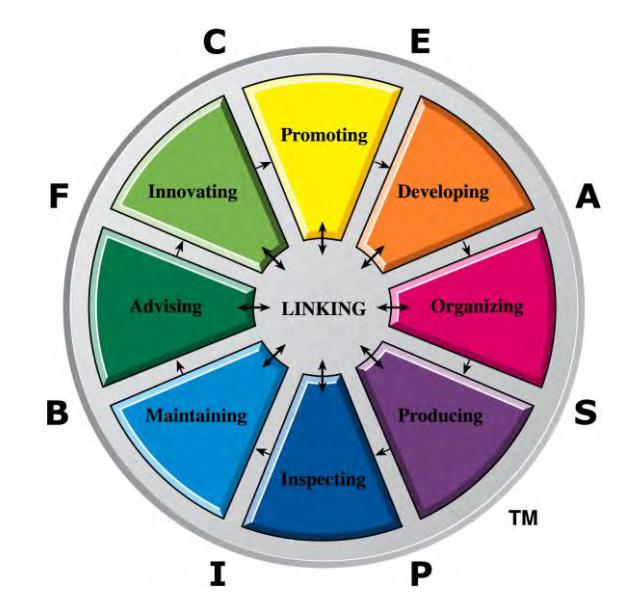 C E
Promoting
Innovating Developing
F A
Advising LINKING Organizing
B S
Maintaining Producing
Inspecting
TM
I P